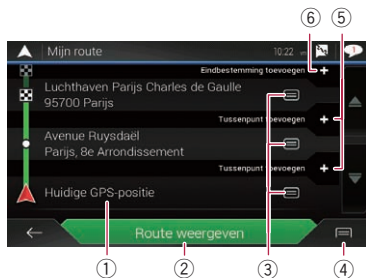 ⑥ ⑤
Mijn route 10:22 1
Eindbestemming toevoegen +
Luchthaven Parijs Charles de Gaulle
95700 Parijs
Tussenpunt toevoegen +
Avenue Ruysdaël
Parijs, 8e Arrondissement
Tussenpunt toevoegen +
Huidige GPS-positie
Route weergeven
① ② ③ ④